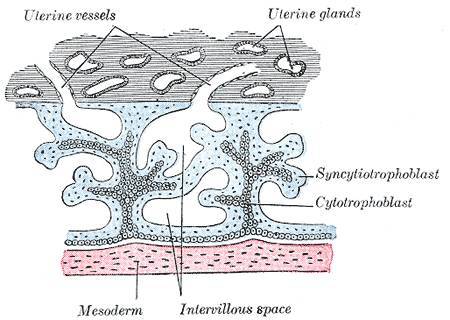 Uterine vessels
Uterine glands
Syncytiotrophoblast
Cytotrophoblast
Mesoderm
Intervillous space